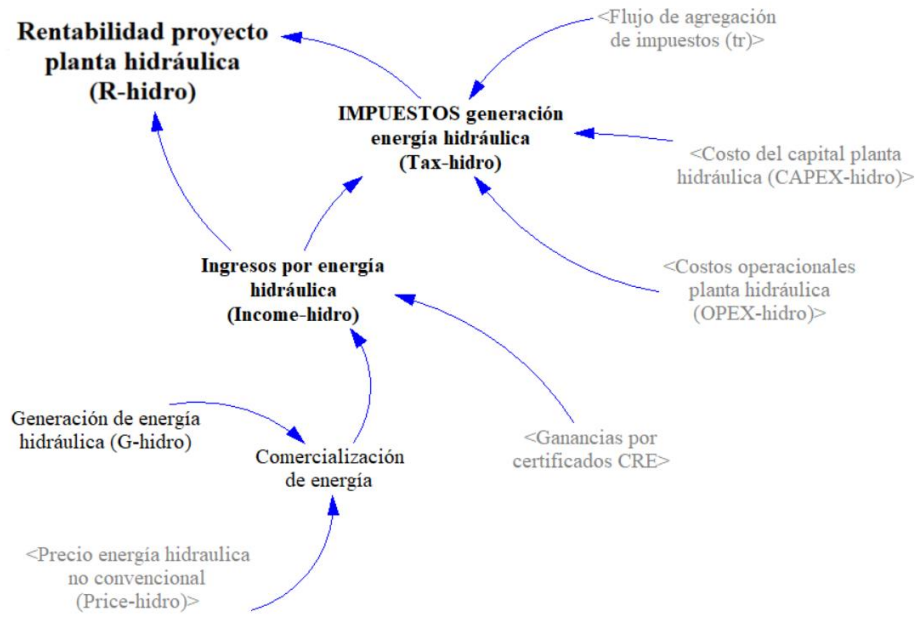 Rentabilidad proyecto
planta hidráulica
(R-hidro)
<Flujo de agregación
de impuestos (tr)>
IMPUESTOS generación
energía hidráulica
(Tax-hidro)
<Costo del capital planta
hidráulica (CAPEX-hidro)>
Ingresos por energía
hidráulica
(Income-hidro)
<Costos operacionales
planta hidráulica
(OPEX-hidro)>
Generación de energía
hidráulica (G-hidro)
Comercialización
de energía
<Ganancias por
certificados CRE>
<Precio energía hidraulica
no convencional
(Price-hidro)>